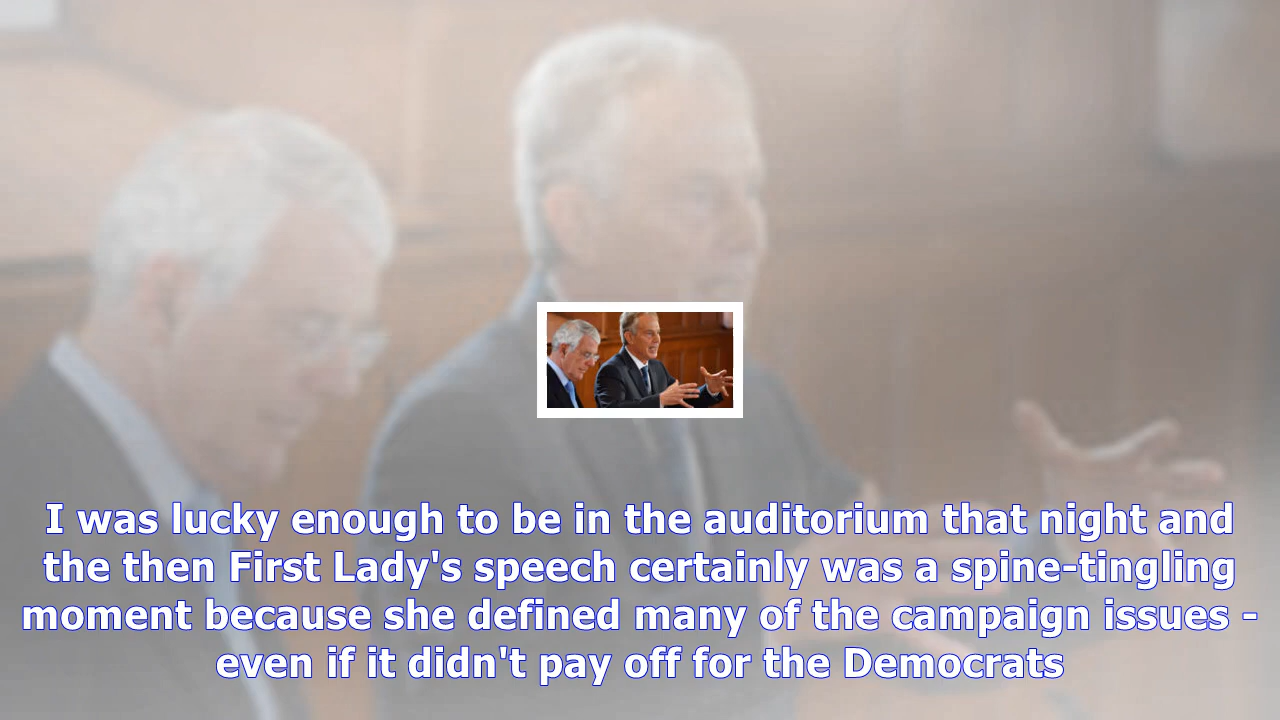 I was lucky enough to be in the auditorium that night and
the then First Lady's speech certainly was a spine-tingling
moment because she defined many of the campaign issues -
even if it didn't pay off for the Democrats